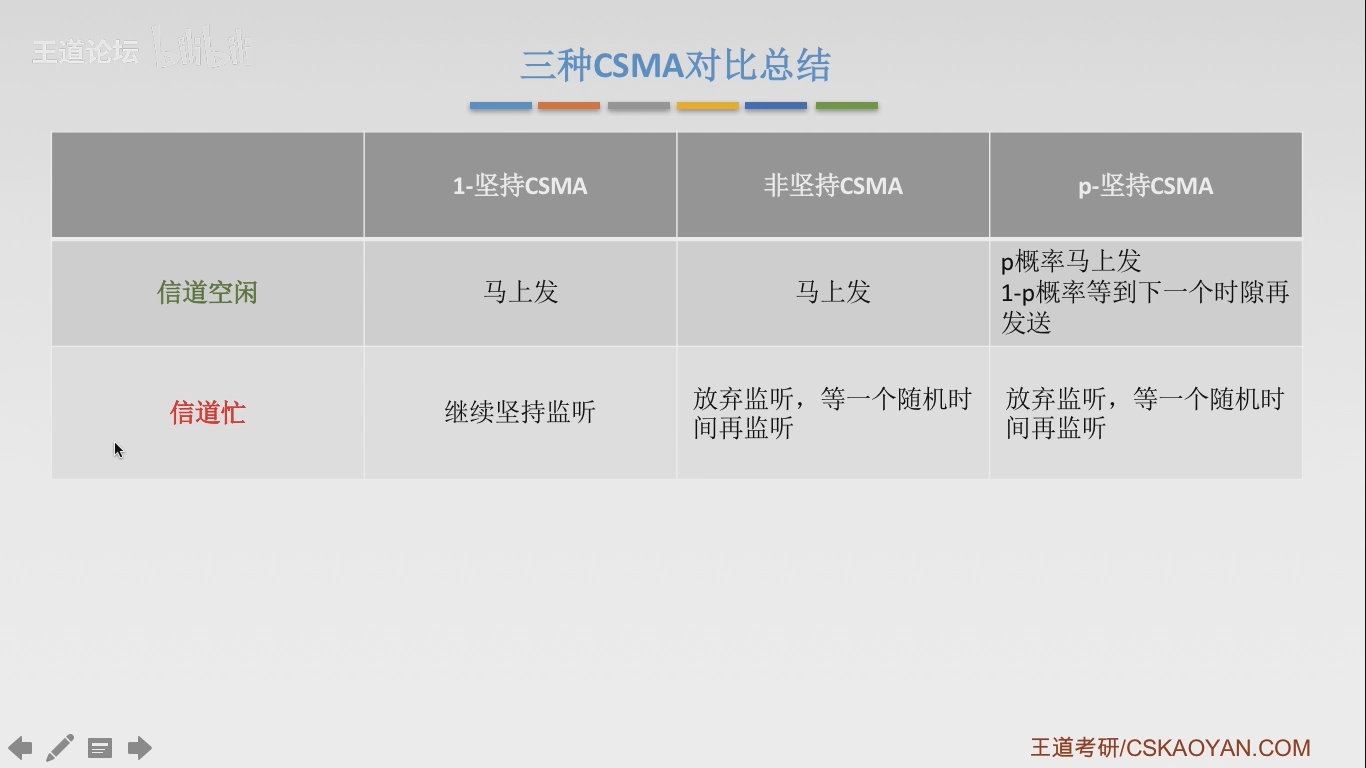 王道论坛 bilibili
三种CSMA对比总结
1-坚持CSMA
非坚持CSMA
p-坚持CSMA
信道空闲
马上发
马上发
p概率马上发
1-p概率等到下一个时隙再
发送
信道忙
继续坚持监听
放弃监听，等一个随机时
间再监听
放弃监听，等一个随机时
间再监听
王道考研/CSKAOYAN.COM